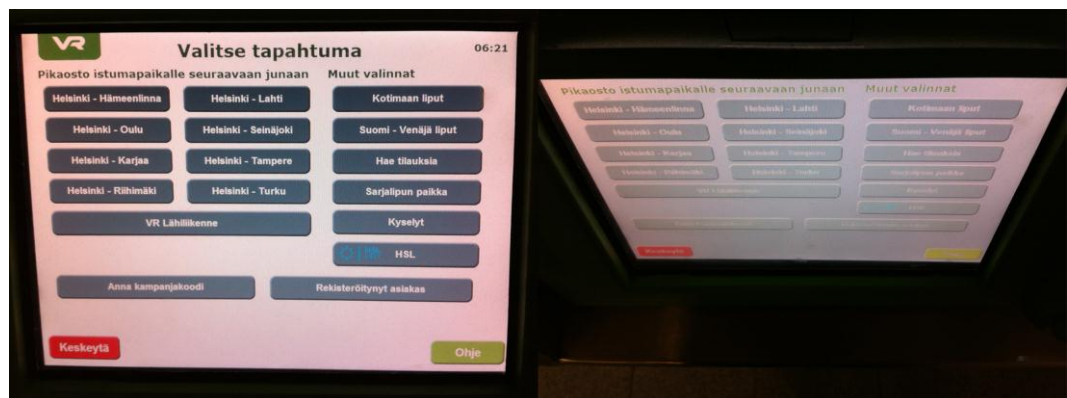 VR
Valitse tapahtuma
06:21
Pikaosto istumapaikalle seuraavaan junaan
Muut valinnat
Helsinki - Hämeenlinna
Helsinki - Lahti
Kotimaan liput
Helsinki - Oulu
Helsinki - Seinäjoki
Suomi - Venäjä liput
Helsinki - Karjaa
Helsinki - Tampere
Hae tilauksia
Helsinki - Riihimäki
Helsinki - Turku
Sarjalipun paikka
VR Lähiliikenne
Kyselyt
HSL
Anna kampanjakoodi
Rekisteröitynyt asiakas
Keskeytä
Ohje
Pikaosto istumapaikalle seuraavaan junaan
Muut valinnat
Helsinki - Hämeenlinna
Helsinki - Lahti
Kotimaan liput
Helsinki - Oulu
Helsinki - Seinäjoki
Suomi - Venäjä liput
Helsinki - Karjaa
Helsinki - Tampere
Hae tilauksia
Helsinki - Riihimäki
Helsinki - Turku
Sarjalipun paikka
VR Lähiliikenne
Kyselyt
HSL
Keskeytä